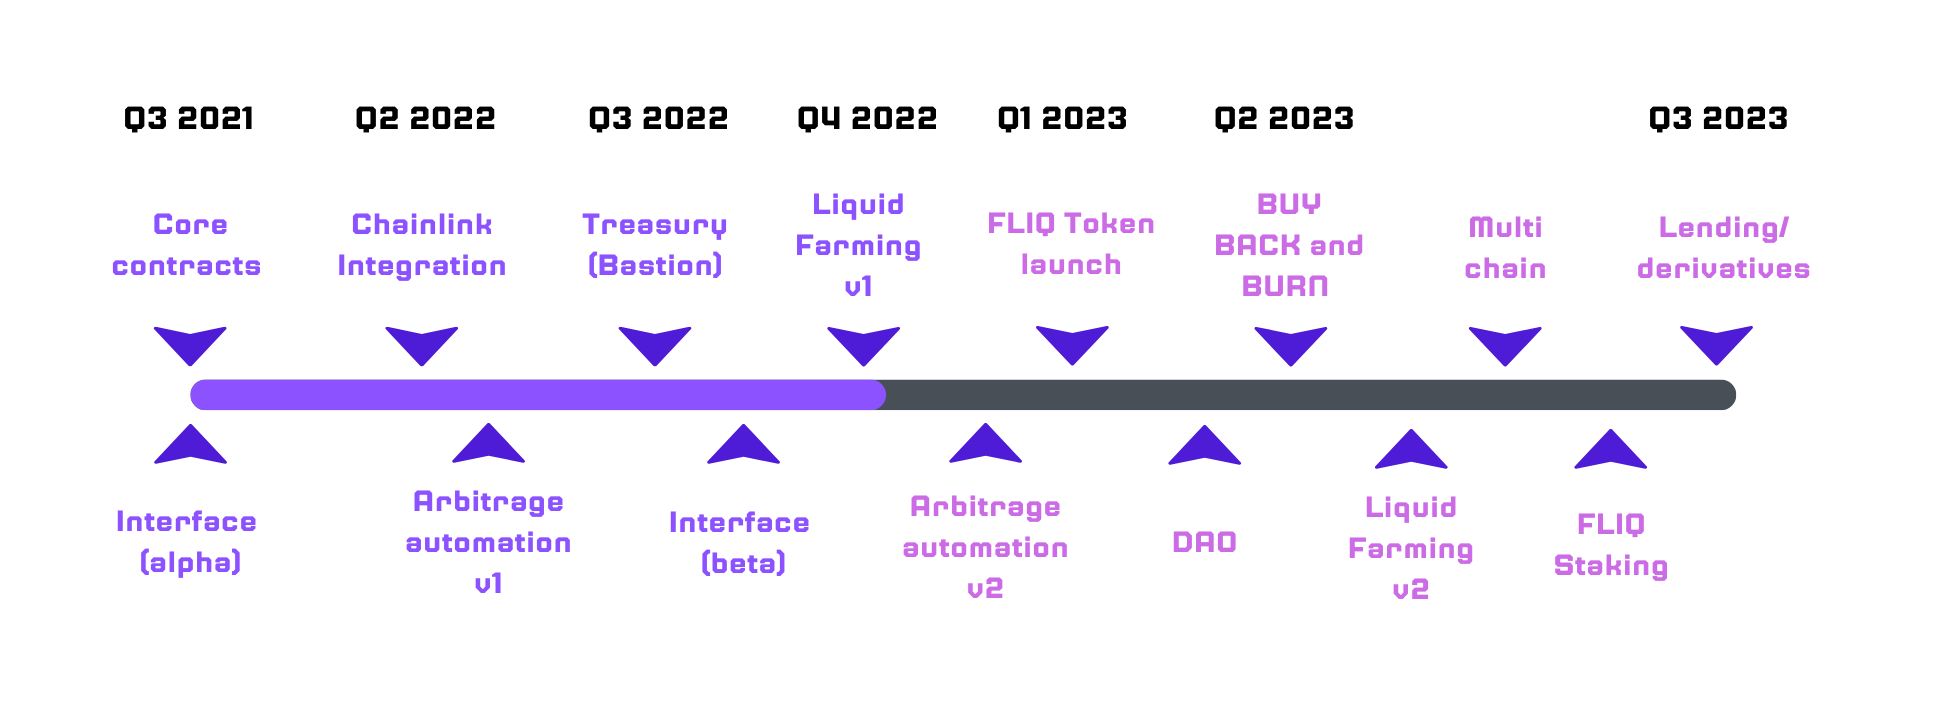 Q3 2021
Q2 2022
Q3 2022
Q4 2022
Q1 2023
Q2 2023
Q3 2023
Core
contracts
Chainlink
Integration
Treasury
(Bastion)
Liquid
Farming
v1
FLIQ Token
launch
BUY
BACK and
BURN
Multi
chain
Lending/
derivatives
Interface
(alpha)
Arbitrage
automation
v1
Interface
(beta)
Arbitrage
automation
v2
DAO
Liquid
Farming
v2
FLIQ
Staking